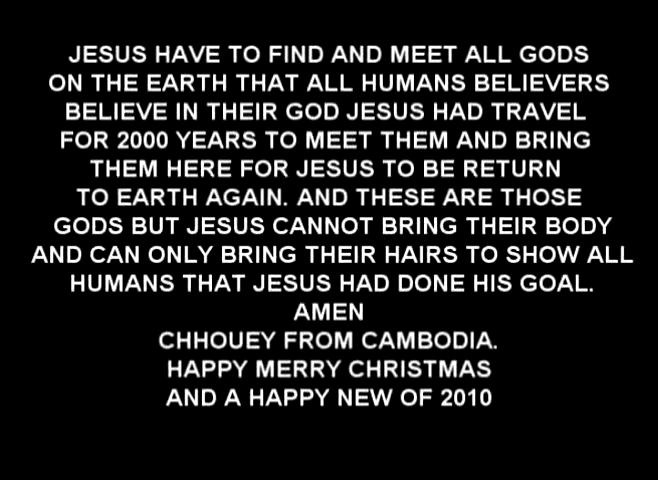 JESUS HAVE TO FIND AND MEET ALL GODS
ON THE EARTH THAT ALL HUMANS BELIEVERS
BELIEVE IN THEIR GOD JESUS HAD TRAVEL
FOR 2000 YEARS TO MEET THEM AND BRING
THEM HERE FOR JESUS TO BE RETURN
TO EARTH AGAIN. AND THESE ARE THOSE
GODS BUT JESUS CANNOT BRING THEIR BODY
AND CAN ONLY BRING THEIR HAIRS TO SHOW ALL
HUMANS THAT JESUS HAD DONE HIS GOAL.
AMEN
CHHOUEY FROM CAMBODIA.
HAPPY MERRY CHRISTMAS
AND A HAPPY NEW OF 2010